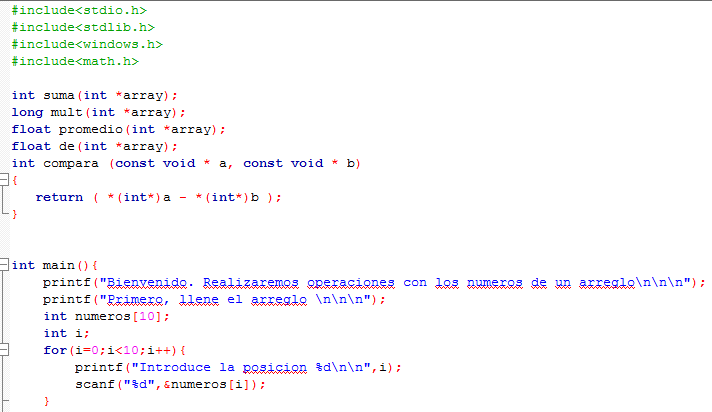 #include<stdio.h>
#include<stdlib.h>
#include<windows.h>
#include<math.h>
int suma(int *array);
long mult(int *array);
float promedio(int *array);
float de(int *array);
int compara (const void * a, const void * b)
{
return ( *(int*)a - *(int*)b );
}
int main(){
printf("Bienvenido. Realizaremos operaciones con los numeros de un arreglo\n\n\n");
printf("Primero, llene el arreglo \n\n\n");
int numeros[10];
int i;
for(i=0;i<10;i++){
printf("Introduce la posicion %d\n\n",i);
scanf("%d",&numeros[i]);
}